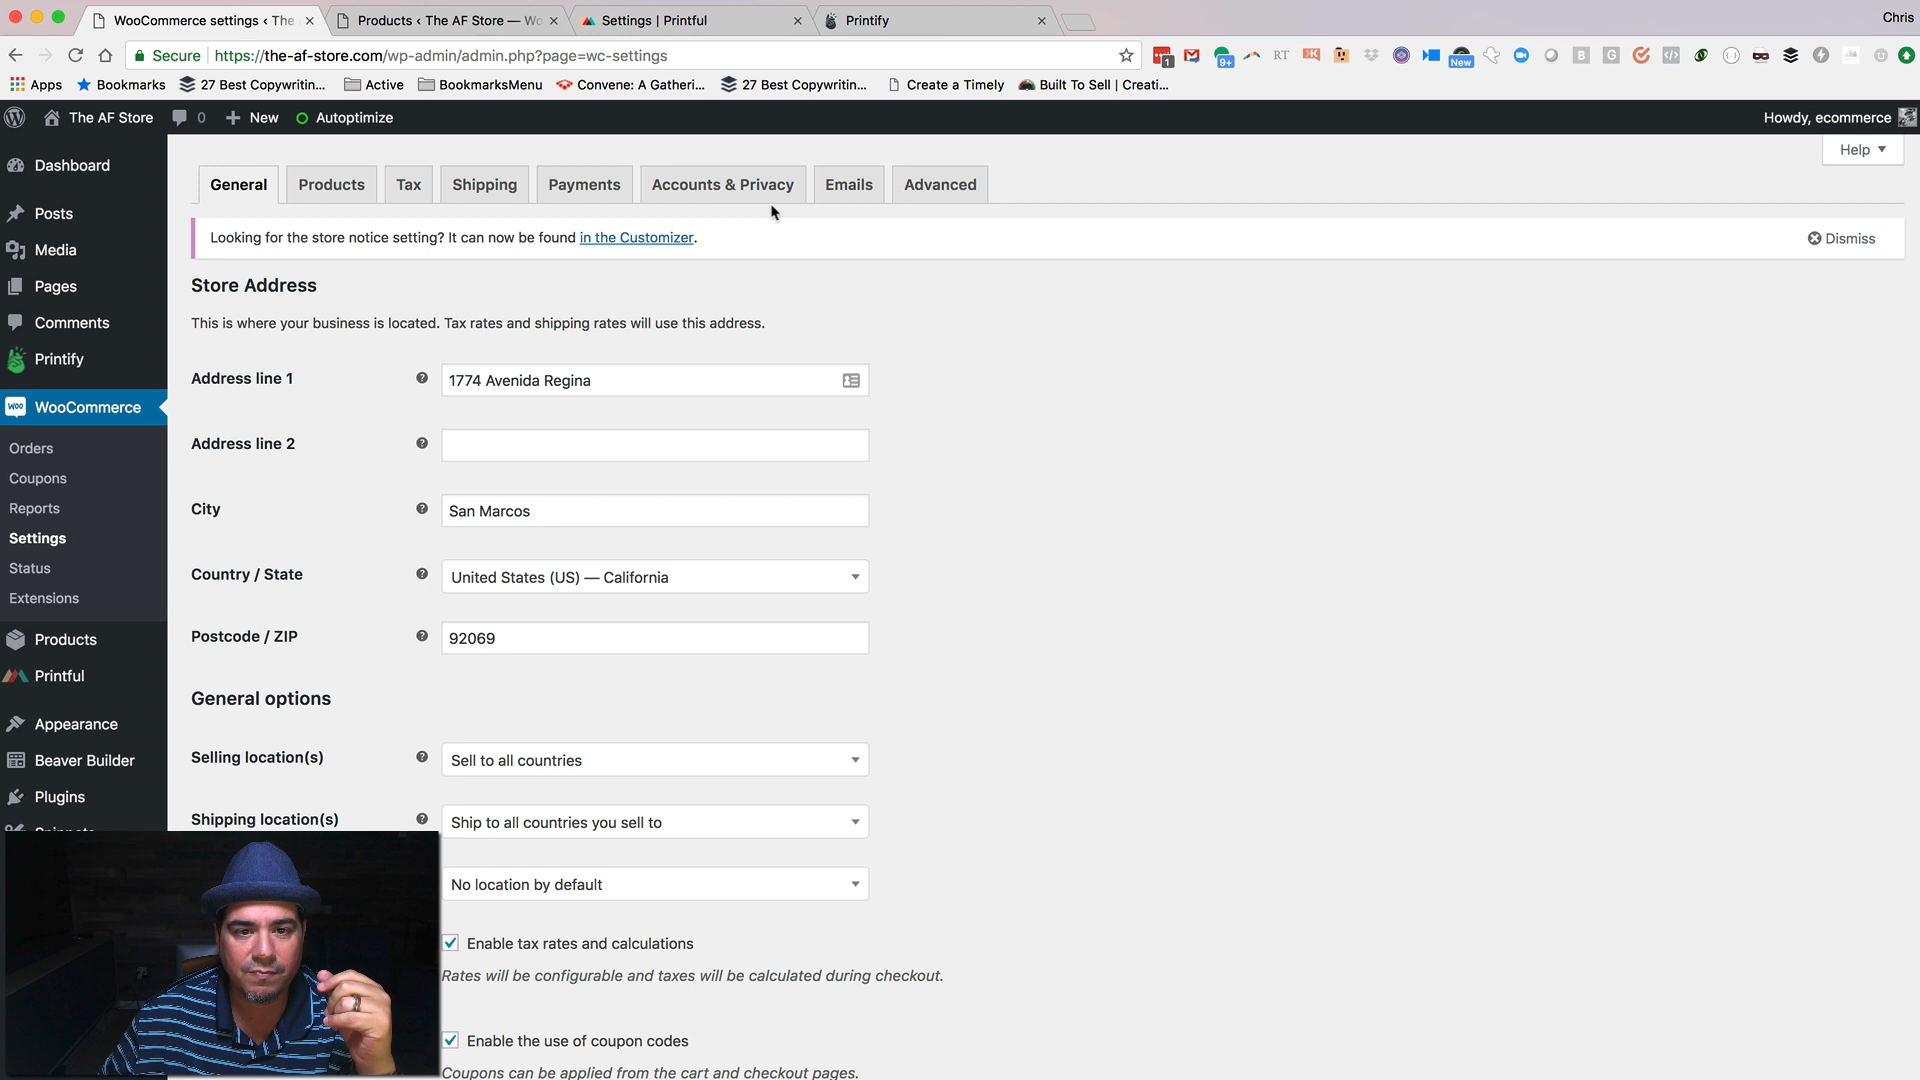 WooCommerce settings ‹ The
Products ‹ The AF Store — Wo
Settings | Printful
Printify
Chris
Secure
https://the-af-store.com/wp-admin/admin.php?page=wc-settings
1
9+
RT
New
B
G
Apps
Bookmarks
27 Best Copywritin...
Active
BookmarksMenu
Convene: A Gatheri...
27 Best Copywritin...
Create a Timely
Built To Sell | Creati...
The AF Store
0
New
Autoptimize
Howdy, ecommerce
Help
Dashboard
Posts
Media
Pages
Comments
Printify
WOO
WooCommerce
Orders
Coupons
Reports
Settings
Status
Extensions
Products
Printful
Appearance
Beaver Builder
Plugins
General
Products
Tax
Shipping
Payments
Accounts & Privacy
Emails
Advanced
Looking for the store notice setting? It can now be found in the Customizer.
Dismiss
Store Address
This is where your business is located. Tax rates and shipping rates will use this address.
Address line 1
1774 Avenida Regina
Address line 2
City
San Marcos
Country / State
United States (US) — California
Postcode / ZIP
92069
General options
Selling location(s)
Sell to all countries
Shipping location(s)
Ship to all countries you sell to
No location by default
Enable tax rates and calculations
Rates will be configurable and taxes will be calculated during checkout.
Enable the use of coupon codes
Coupons can be applied from the cart and checkout pages.